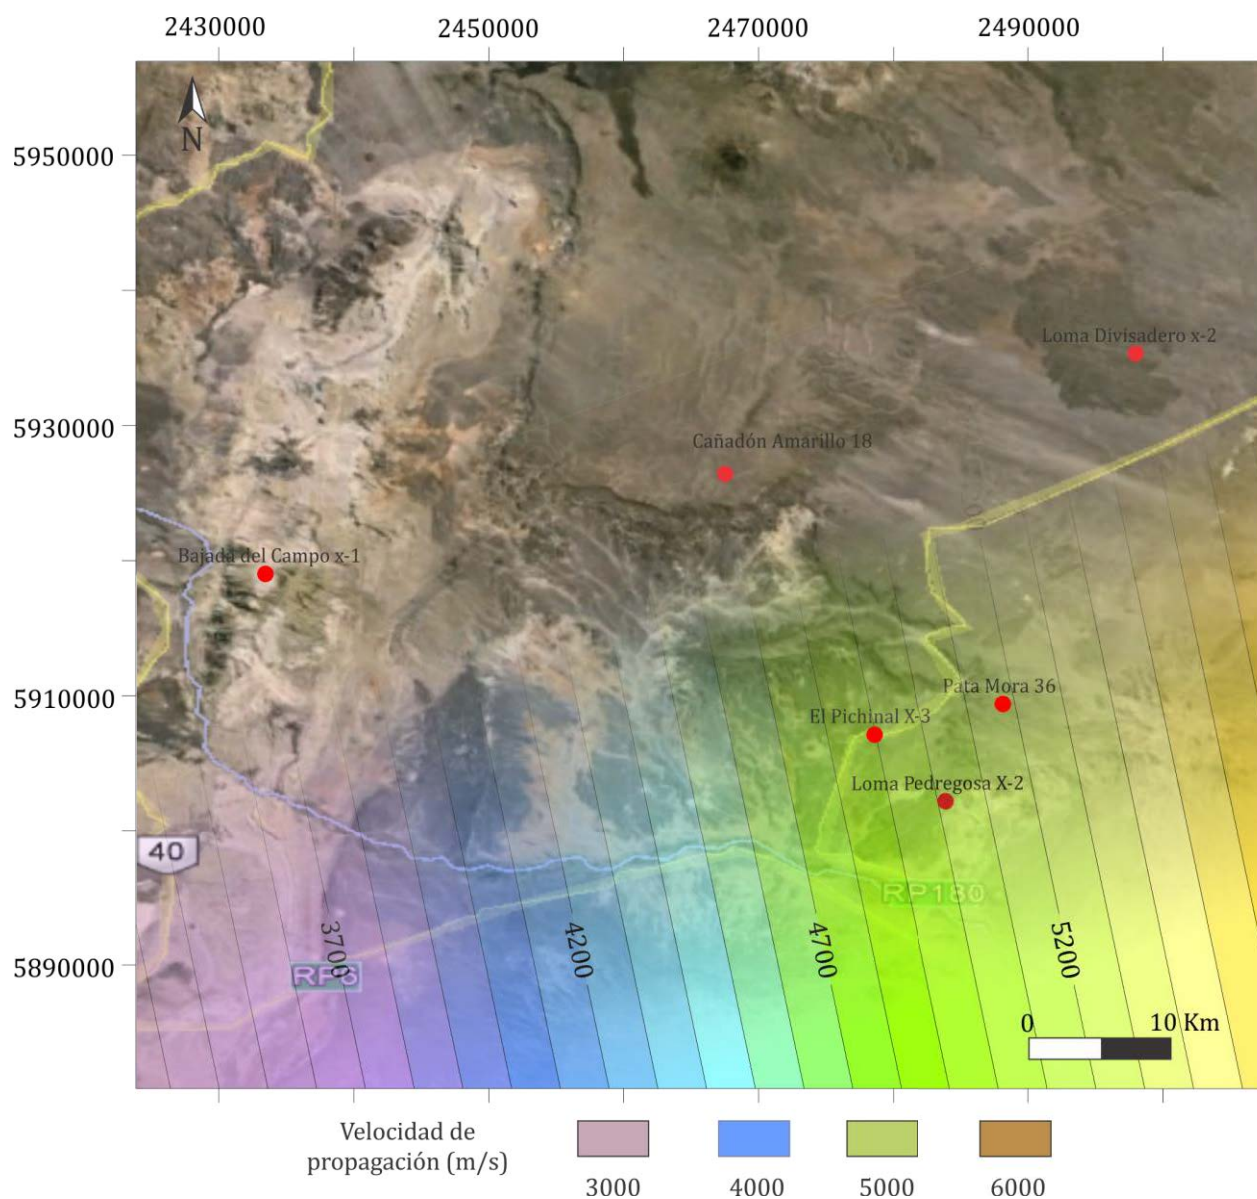 2430000 2450000 2470000 2490000
N
5950000
Loma Divisadero x-2
5930000
Cañadón Amarillo 18
Bajada del Campo x-1
5910000
Pata Mora 36
El Pichinal X-3
Loma Pedregosa X-2
40
RP180
3700 4200 4700 5200
5890000
RP6
0 10 Km
Velocidad de
propagación (m/s)
3000 4000 5000 6000